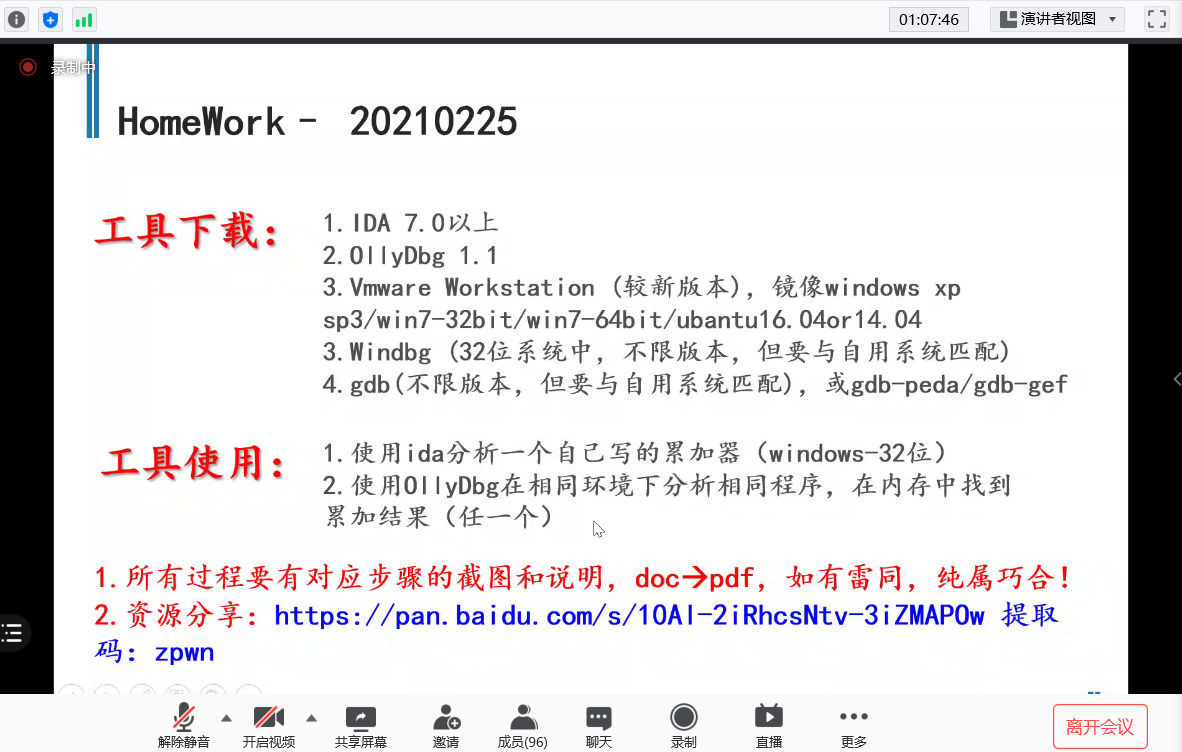 01:07:46
演讲者视图
录制中
HomeWork - 20210225
工具下载：
1.IDA 7.0以上
2.OllyDbg 1.1
3.Vmware Workstation (较新版本)，镜像windows xp
sp3/win7-32bit/win7-64bit/ubantu16.04or14.04
3.Windbg (32位系统中，不限版本，但要与自用系统匹配)
4.gdb(不限版本，但要与自用系统匹配)，或gdb-peda/gdb-gef
工具使用：
1.使用ida分析一个自己写的累加器（windows-32位）
2.使用OllyDbg在相同环境下分析相同程序，在内存中找到
累加结果（任一个）
1.所有过程要有对应步骤的截图和说明，doc→pdf，如有雷同，纯属巧合！
2.资源分享：https://pan.baidu.com/s/10Al-2iRhcsNtv-3iZMAPOw 提取
码：zpwn
解除静音
开启视频
共享屏幕
邀请
成员(96)
聊天
录制
直播
更多
离开会议